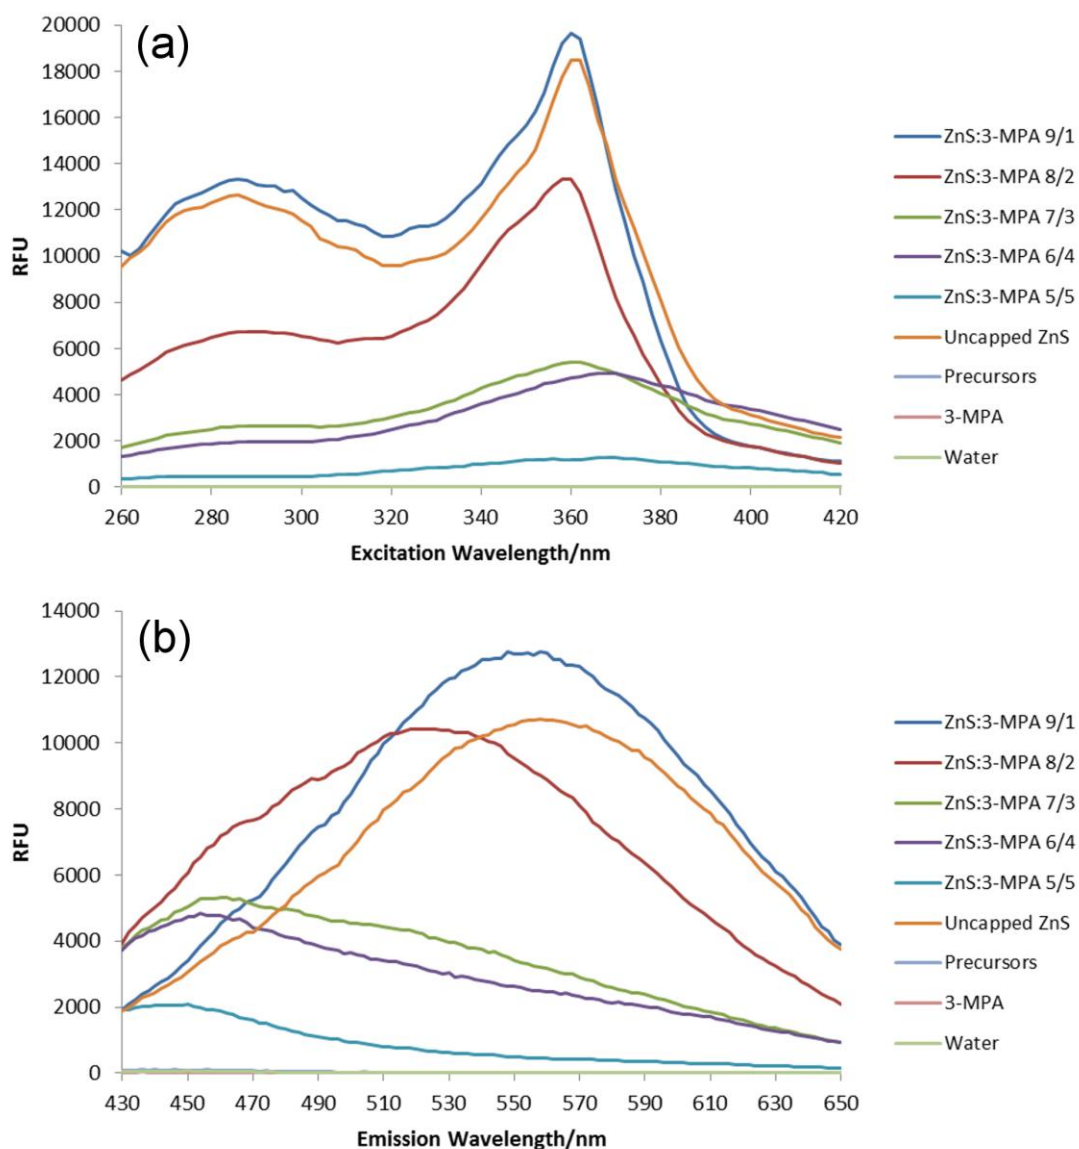 (a)
20000
18000
16000
14000
12000
10000
8000
6000
4000
2000
0
RFU
260 280 300 320 340 360 380 400 420
Excitation Wavelength/nm
ZnS:3-MPA 9/1
ZnS:3-MPA 8/2
ZnS:3-MPA 7/3
ZnS:3-MPA 6/4
ZnS:3-MPA 5/5
Uncapped ZnS
Precursors
3-MPA
Water
(b)
14000
12000
10000
8000
6000
4000
2000
0
RFU
430 450 470 490 510 530 550 570 590 610 630 650
Emission Wavelength/nm
ZnS:3-MPA 9/1
ZnS:3-MPA 8/2
ZnS:3-MPA 7/3
ZnS:3-MPA 6/4
ZnS:3-MPA 5/5
Uncapped ZnS
Precursors
3-MPA
Water